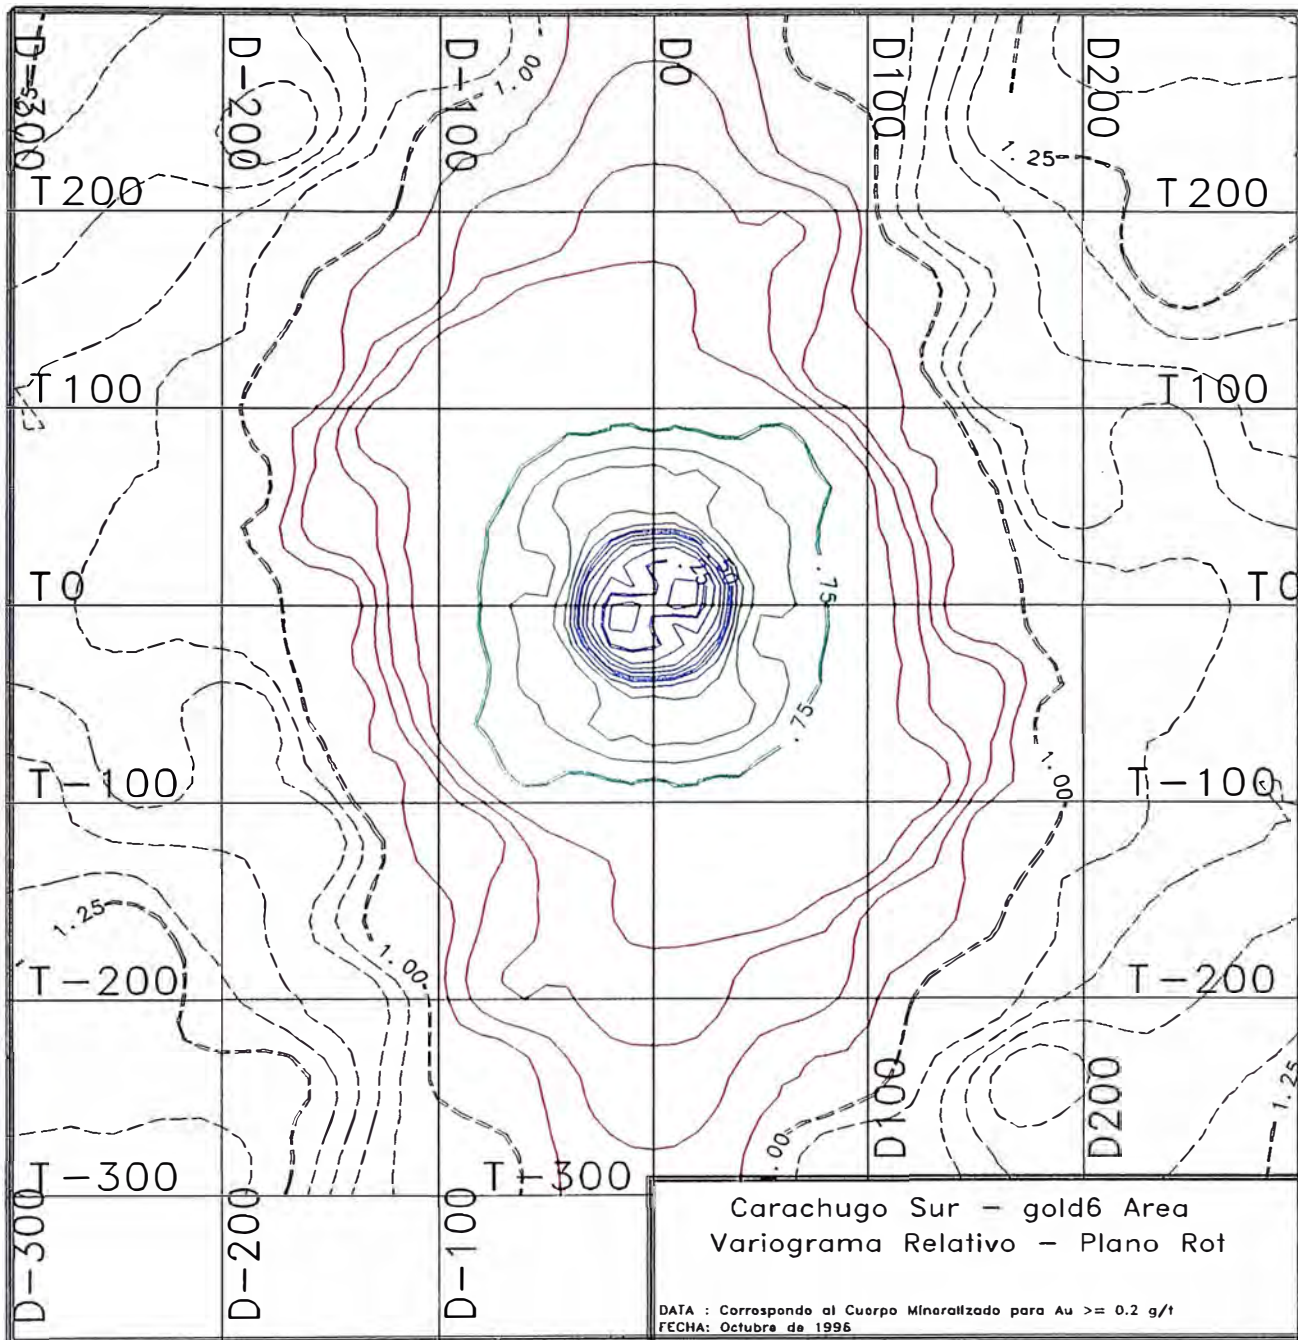 D-300
D-200
D-100
D0
D100
D200
1.00
1.25
T200
T200
T100
T100
.25
.50
T0
T0
.75
.75
1.00
T-100
T-100
1.25
1.00
T-200
T-200
1.25
1.00
T-300
T-300
D-300
D-200
D-100
D100
D200
Carachugo Sur - gold6 Area
Variograma Relativo - Plano Rot
DATA : Correspondo al Cuerpo Mineralizado para Au >= 0.2 g/t
FECHA: Octubre de 1996